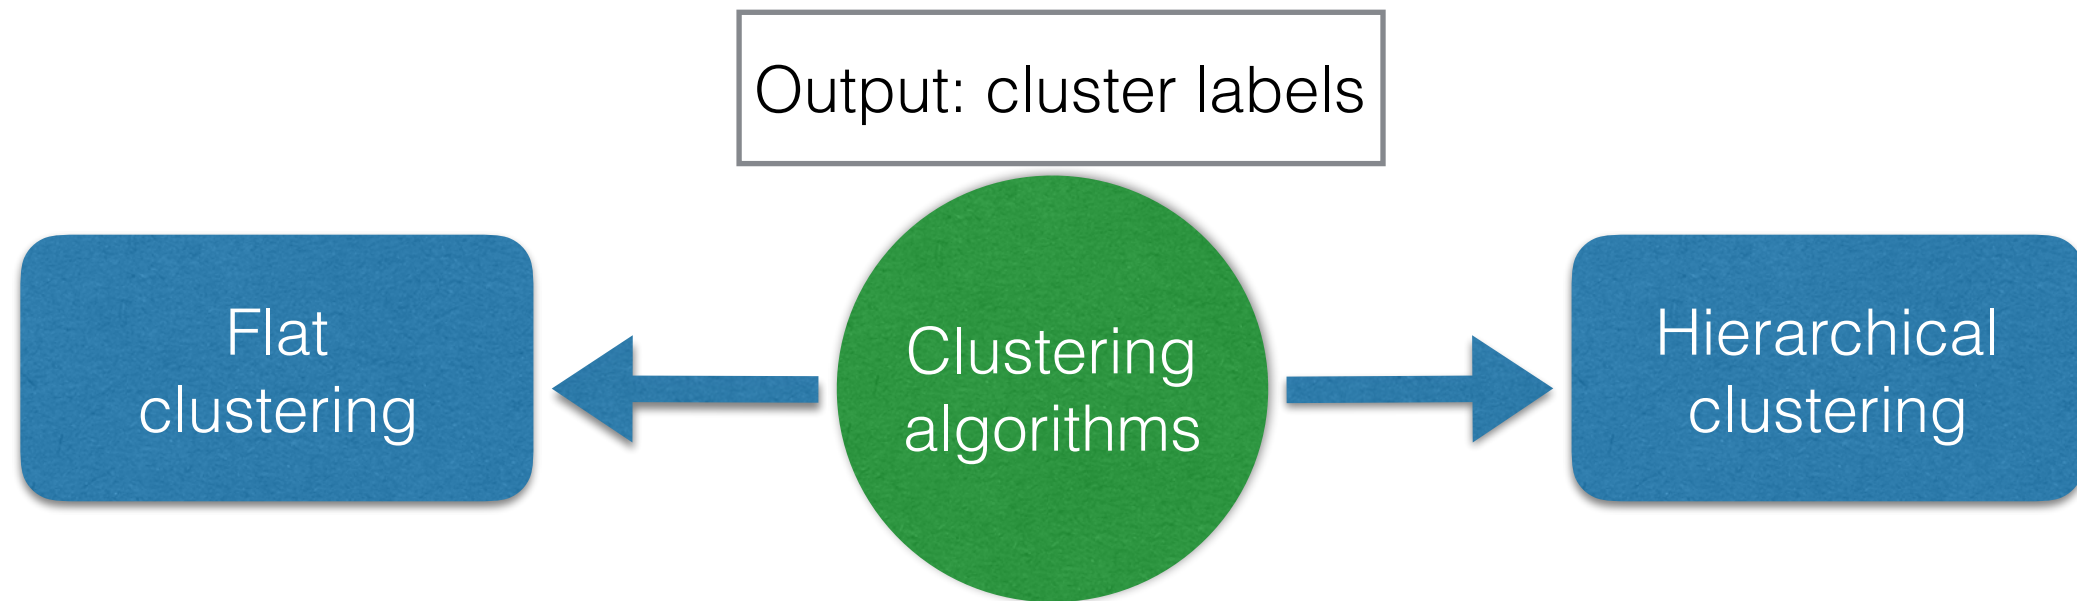 Output: cluster labels
Flat
clustering
Clustering
algorithms
Hierarchical
clustering